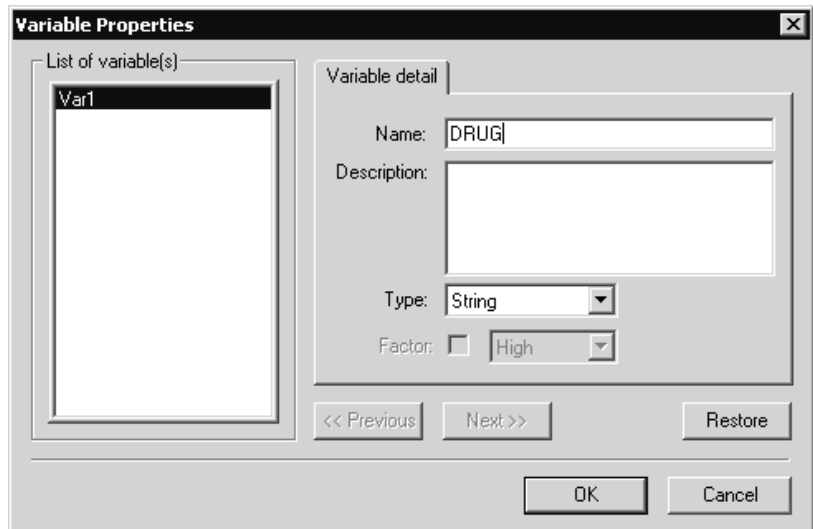 Variable Properties
List of variable(s)
Var1
Variable detail
Name: DRUG
Description:
Type: String
Factor: High
<< Previous Next >> Restore
OK Cancel